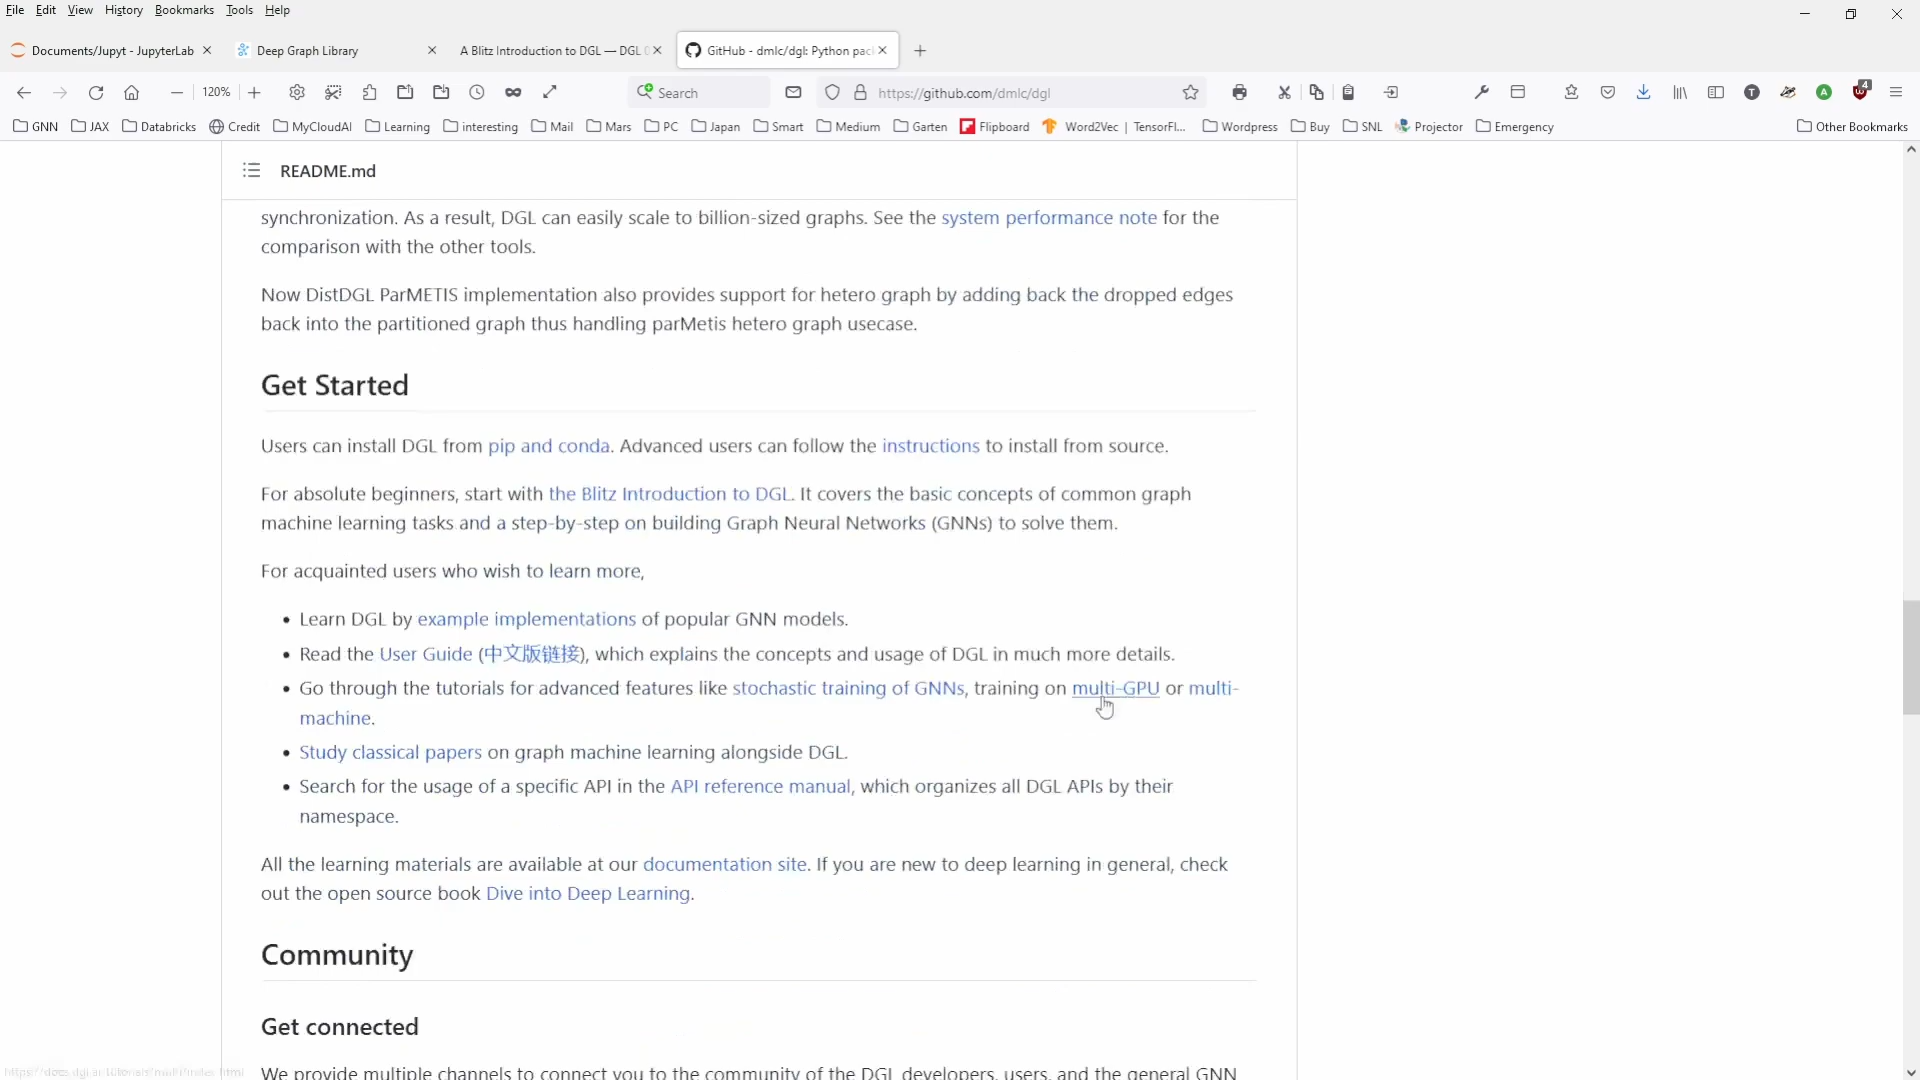 File Edit View History Bookmarks Tools Help
Documents/Jupyt - JupyterLab
Deep Graph Library
A Blitz Introduction to DGL — DGL
GitHub - dmlc/dgl: Python pac
120%
Search
https://github.com/dmlc/dgl
T
A
4
GNN JAX Databricks Credit MyCloudAI Learning interesting Mail Mars PC Japan Smart Medium Garten Flipboard Word2Vec | TensorFl... Wordpress Buy SNL Projector Emergency Other Bookmarks
README.md
synchronization. As a result, DGL can easily scale to billion-sized graphs. See the system performance note for the
comparison with the other tools.
Now DistDGL ParMETIS implementation also provides support for hetero graph by adding back the dropped edges
back into the partitioned graph thus handling parMetis hetero graph usecase.
Get Started
Users can install DGL from pip and conda. Advanced users can follow the instructions to install from source.
For absolute beginners, start with the Blitz Introduction to DGL. It covers the basic concepts of common graph
machine learning tasks and a step-by-step on building Graph Neural Networks (GNNs) to solve them.
For acquainted users who wish to learn more,
• Learn DGL by example implementations of popular GNN models.
• Read the User Guide (中文版链接), which explains the concepts and usage of DGL in much more details.
• Go through the tutorials for advanced features like stochastic training of GNNs, training on multi-GPU or multi-
machine.
• Study classical papers on graph machine learning alongside DGL.
• Search for the usage of a specific API in the API reference manual, which organizes all DGL APIs by their
namespace.
All the learning materials are available at our documentation site. If you are new to deep learning in general, check
out the open source book Dive into Deep Learning.
Community
Get connected
We provide multiple channels to connect you to the community of the DGL developers, users, and the general GNN